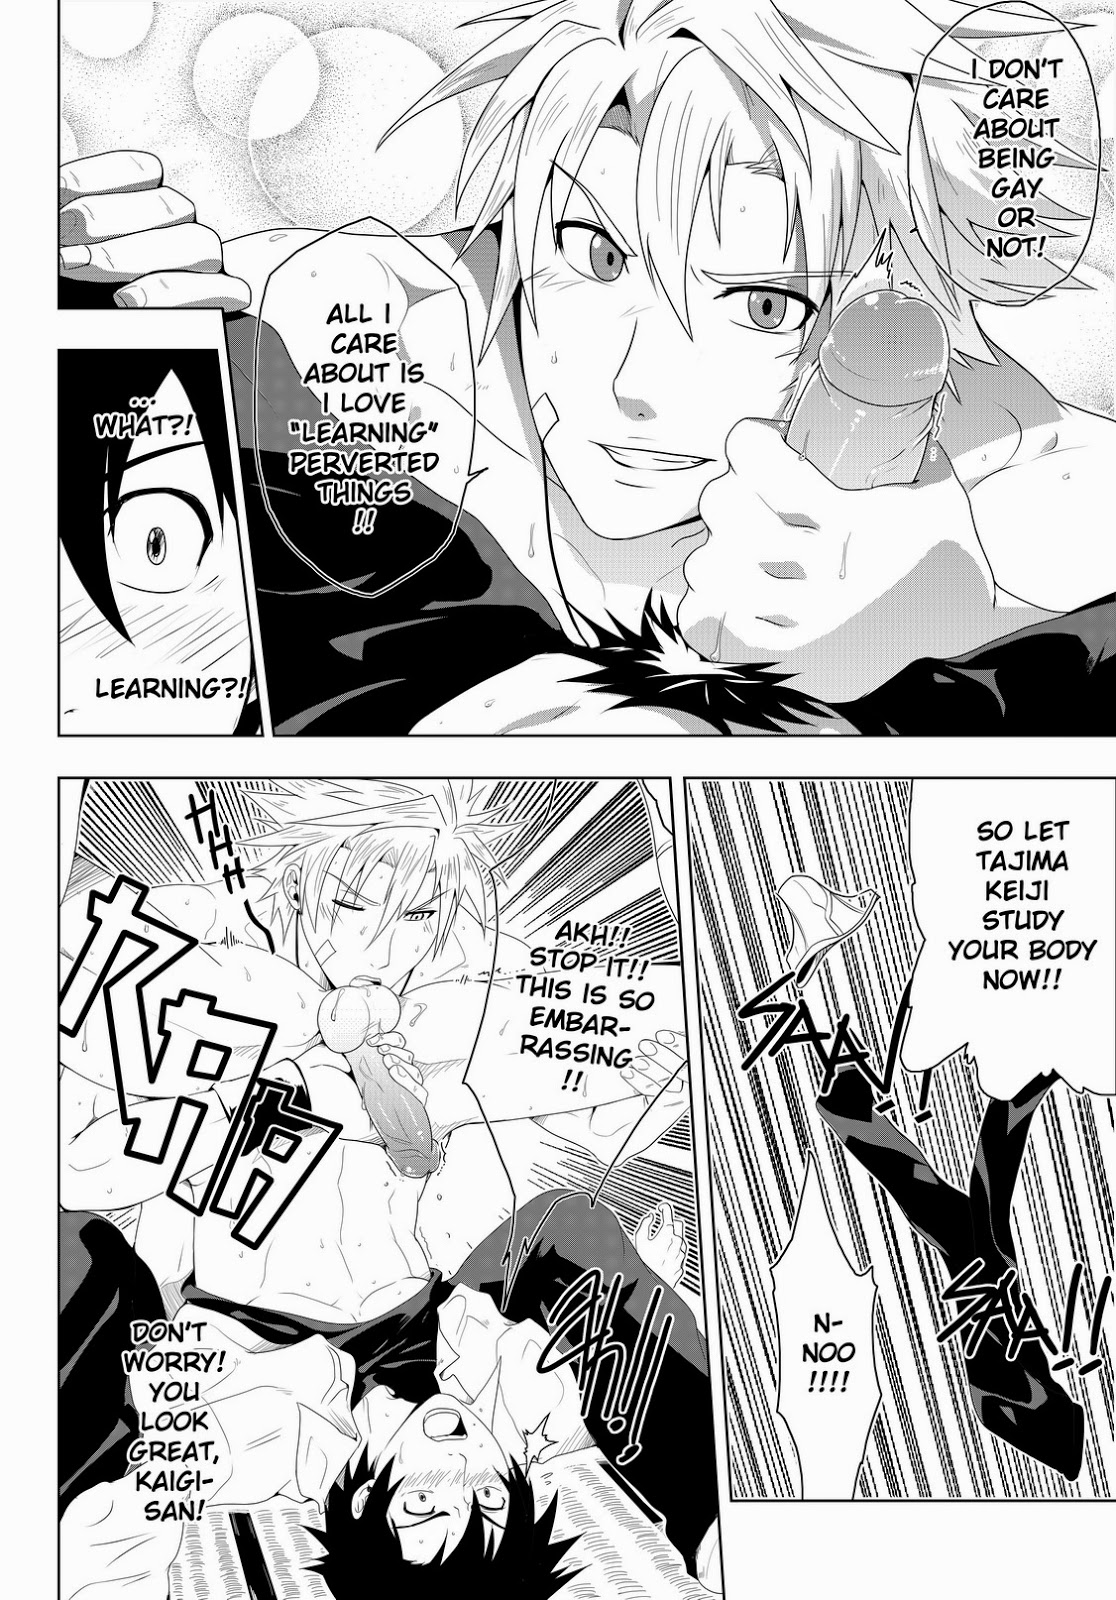 I DON'T
CARE
ABOUT
BEING
GAY
OR
NOT!
ALL I
CARE
ABOUT IS
I LOVE
"LEARNING"
PERVERTED
THINGS
!!
...
WHAT?!
LEARNING?!
SO LET
TAJIMA
KEIJI
STUDY
YOUR BODY
NOW!!
SAA!!
SAA!!
N-
NOO
!!!!
AKH!!
STOP IT!!
THIS IS SO
EMBAR-
RASSING
!!
DON'T
WORRY!
YOU
LOOK
GREAT,
KAIGI-
SAN!